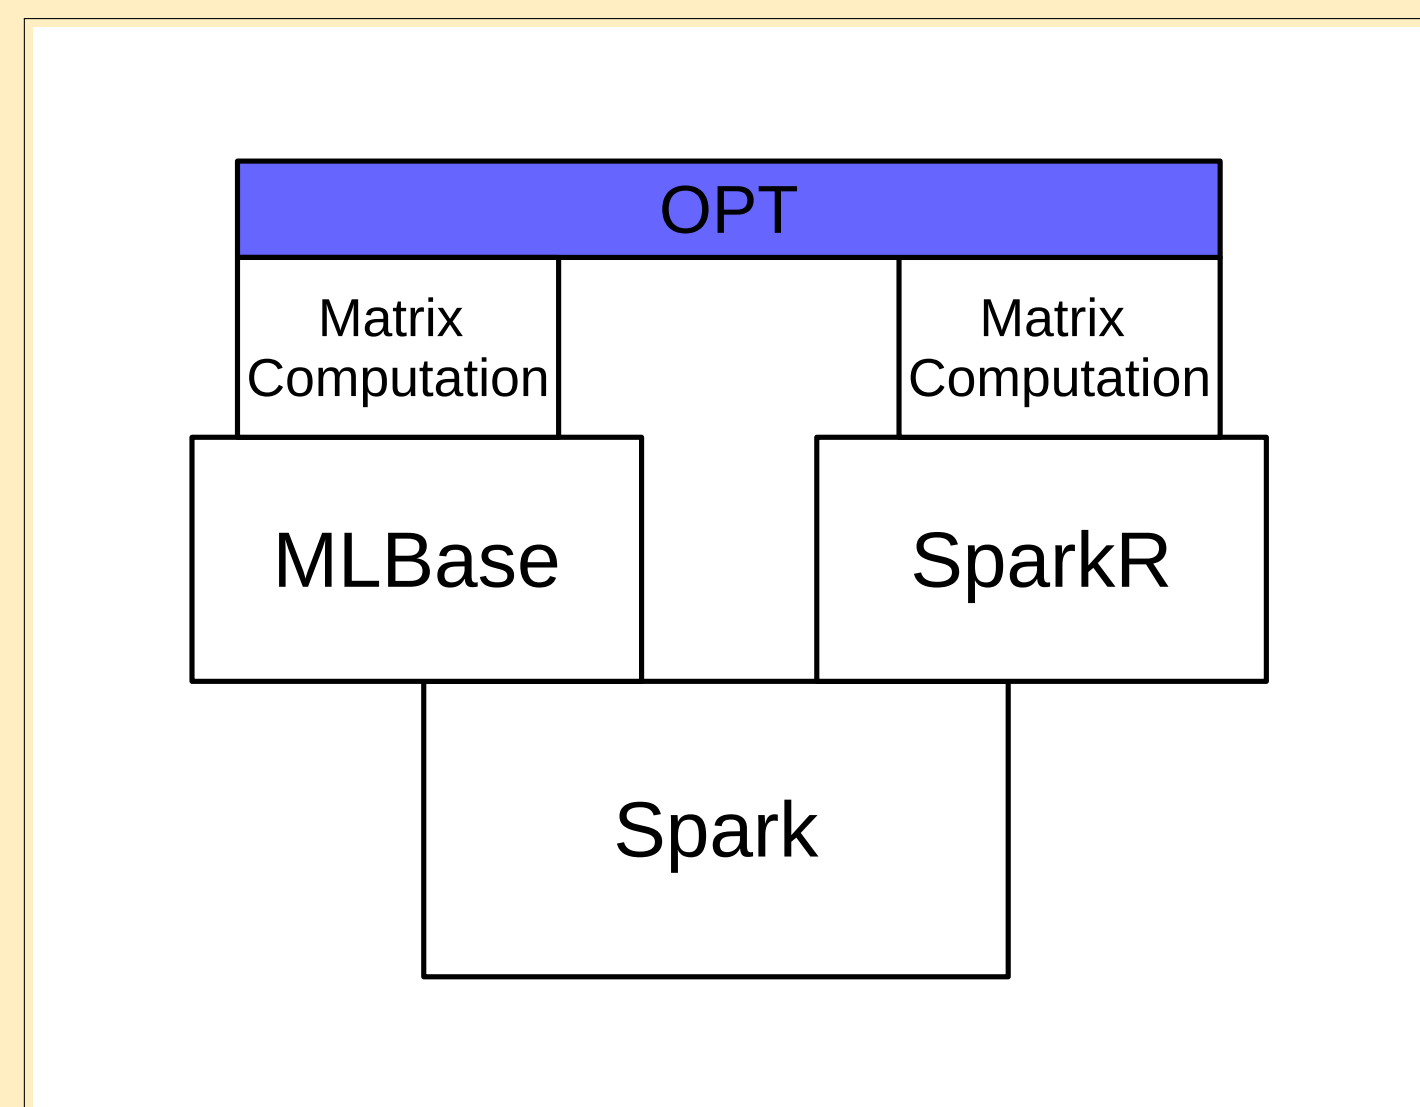 OPT
Matrix
Computation
Matrix
Computation
MLBase
SparkR
Spark